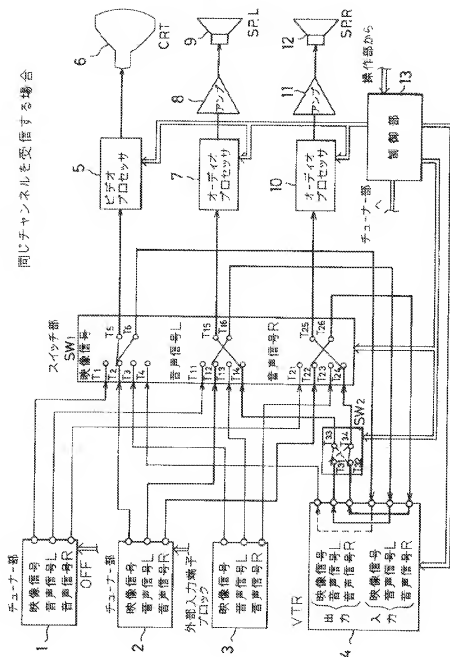 同じチャンネルを受信する場合
チューナー部
映像信号
音声信号L
音声信号R
1
OFF
チューナー部
映像信号
音声信号L
音声信号R
2
外部入力端子
ブロック
映像信号
音声信号L
音声信号R
3
VTR
出力
映像信号
音声信号L
音声信号R
入力
映像信号
音声信号L
音声信号R
4
スイッチ部
SW1
映像信号
T1
T2
T3
T4
T5
T6
音声信号L
T11
T12
T13
T14
T15
T16
音声信号R
T21
T22
T23
T24
T25
T26
T31
T32
T33
T34
SW2
5
ビデオ
プロセッサ
6
CRT
7
オーディオ
プロセッサ
8
アンプ
9
SP.L
10
オーディオ
プロセッサ
11
アンプ
12
SP.R
チューナー部
へ
制御部
13
操作部から